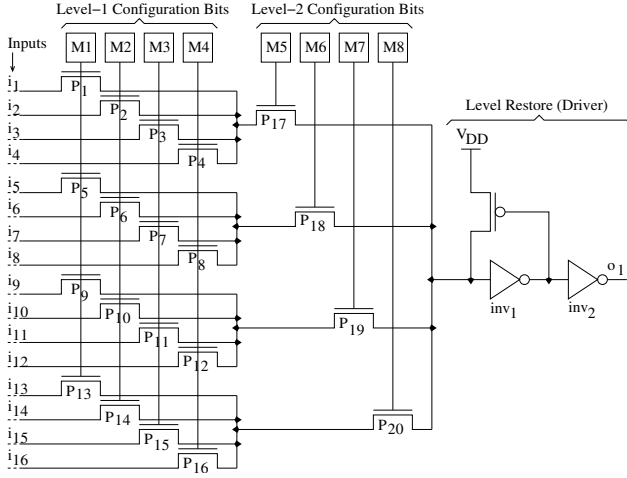 Level-1 Configuration Bits Level-2 Configuration Bits
Inputs M1 M2 M3 M4 M5 M6 M7 M8
i1 P1
i2 P2
i3 P3 P17
i4 P4
i5 P5
i6 P6
i7 P7 P18
i8 P8
i9 P9
i10 P10
i11 P11 P19
i12 P12
i13 P13
i14 P14
i15 P15 P20
i16 P16
Level Restore (Driver)
VDD
o1
inv1 inv2